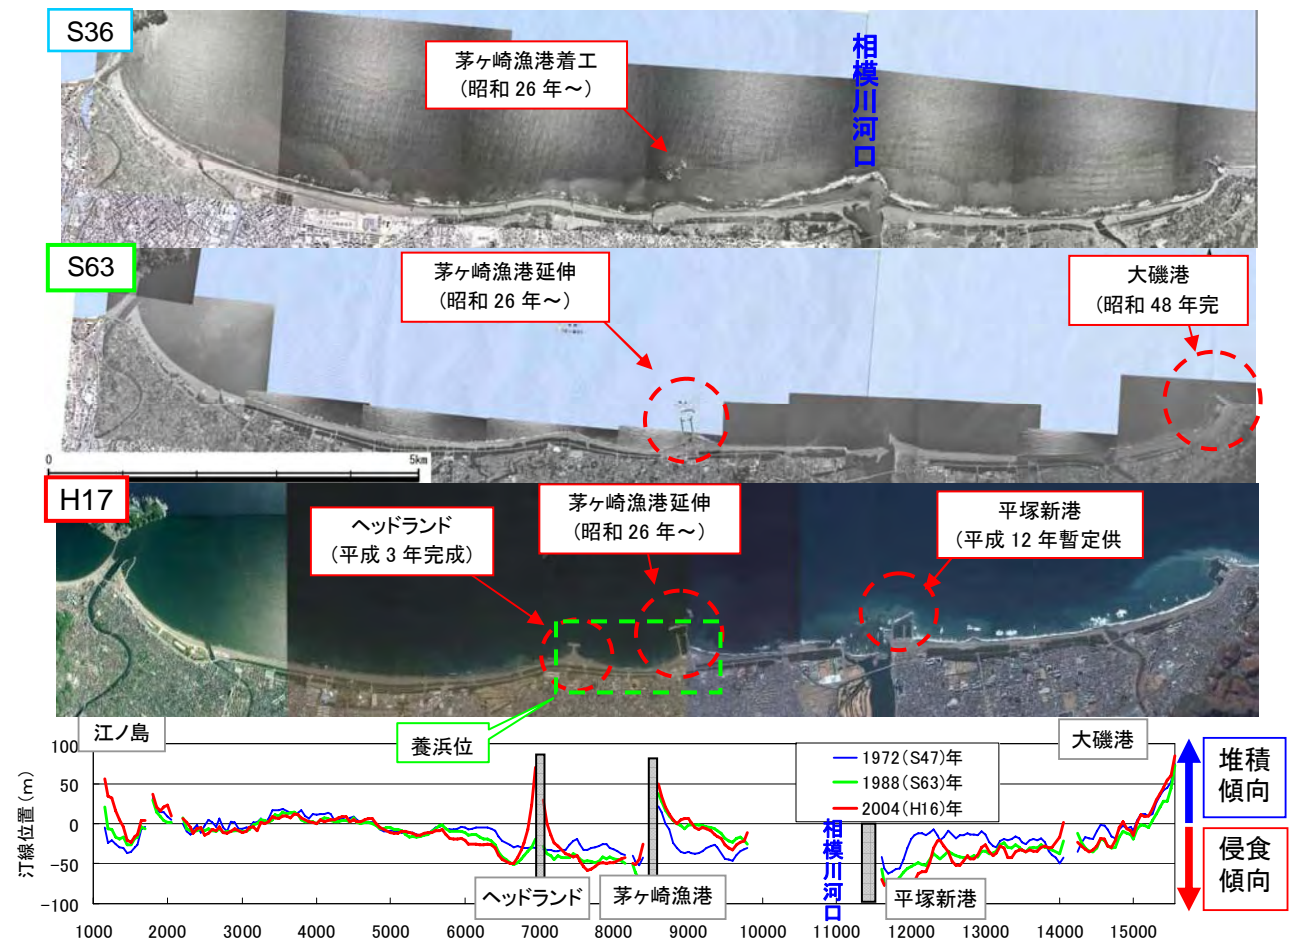 S36
茅ヶ崎漁港着工
(昭和 26 年～)
相模川河口
S63
茅ヶ崎漁港延伸
(昭和 26 年～)
大磯港
(昭和 48 年完
0
5km
H17
ヘッドランド
(平成 3 年完成)
茅ヶ崎漁港延伸
(昭和 26 年～)
平塚新港
(平成 12 年暫定供
江ノ島
養浜位
大磯港
堆積
傾向
侵食
傾向
汀線位置(m)
100
50
0
-50
-100
1972(S47)年
1988(S63)年
2004(H16)年
相模川河口
ヘッドランド
茅ヶ崎漁港
平塚新港
1000 2000 3000 4000 5000 6000 7000 8000 9000 10000 11000 12000 13000 14000 15000